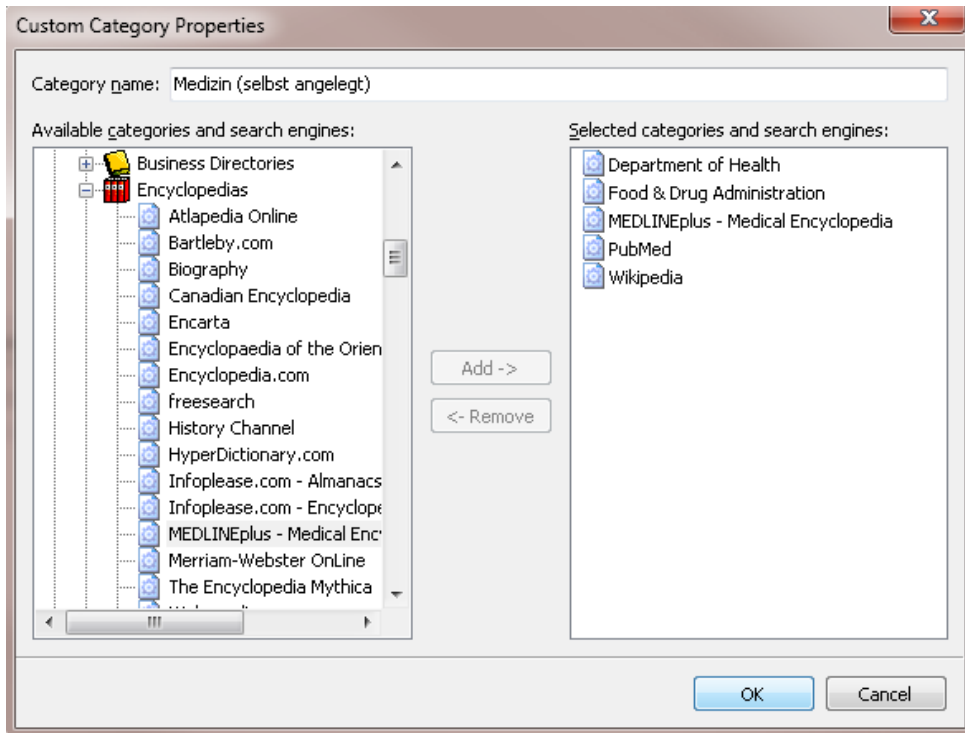 Custom Category Properties
Category name: Medizin (selbst angelegt)
Available categories and search engines:
Business Directories
Encyclopedias
Atlapedia Online
Bartleby.com
Biography
Canadian Encyclopedia
Encarta
Encyclopaedia of the Orien
Encyclopedia.com
freesearch
History Channel
HyperDictionary.com
Infoplease.com - Almanacs
Infoplease.com - Encyclope
MEDLINEplus - Medical Enc
Merriam-Webster OnLine
The Encyclopedia Mythica
Add ->
<- Remove
Selected categories and search engines:
Department of Health
Food & Drug Administration
MEDLINEplus - Medical Encyclopedia
PubMed
Wikipedia
OK
Cancel